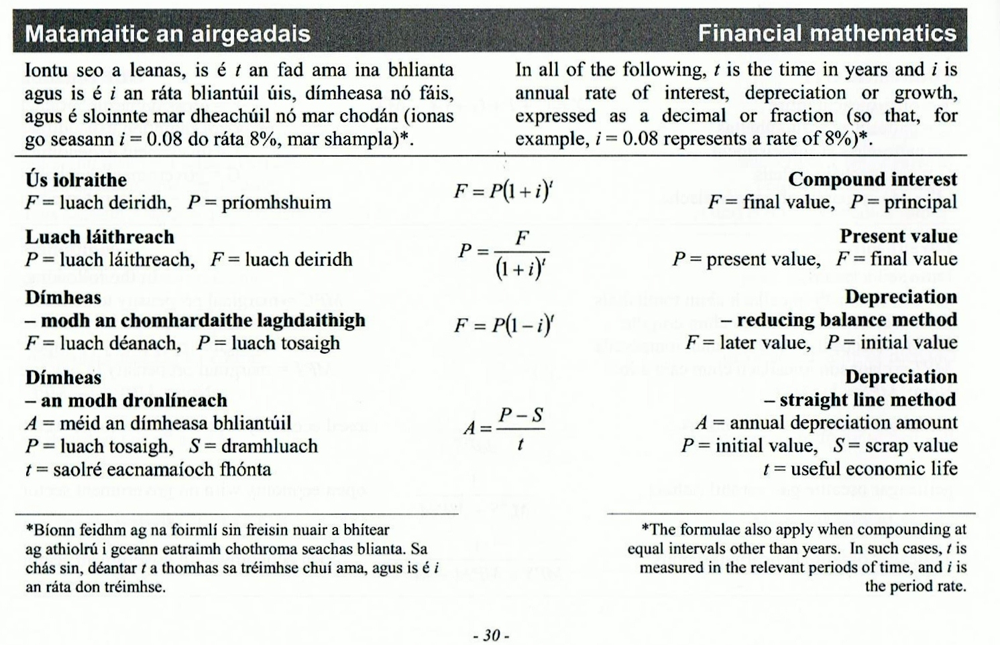 Matamaitic an airgeadais
Financial mathematics
Iontu seo a leanas, is é t an fad ama ina bhlianta
agus is é i an ráta bliantúil úis, dímheasa nó fáis,
agus é sloinnte mar dheachúil nó mar chodán (ionas
go seasann i = 0.08 do ráta 8%, mar shampla)*.
In all of the following, t is the time in years and i is
annual rate of interest, depreciation or growth,
expressed as a decimal or fraction (so that, for
example, i = 0.08 represents a rate of 8%)*.
Ús iolraithe
F = luach deiridh, P = príomhshuim
F = P(1 + i)^t
Compound interest
F = final value, P = principal
Luach láithreach
P = luach láithreach, F = luach deiridh
P = F / (1 + i)^t
Present value
P = present value, F = final value
Dímheas
– modh an chomhardaithe laghdaithigh
F = luach déanach, P = luach tosaigh
F = P(1 – i)^t
Depreciation
– reducing balance method
F = later value, P = initial value
Dímheas
– an modh dronlíneach
A = méid an dímheasa bhliantúil
P = luach tosaigh, S = dramhluach
t = saolré eacnamaíoch fhónta
A = P – S / t
Depreciation
– straight line method
A = annual depreciation amount
P = initial value, S = scrap value
t = useful economic life
*Bíonn feidhm ag na foirmlí sin freisin nuair a bhítear
ag athiolrú i gceann eatraimh chothroma seachas blianta. Sa
chás sin, déantar t a thomhas sa tréimhse chuí ama, agus is é i
an ráta don tréimhse.
*The formulae also apply when compounding at
equal intervals other than years. In such cases, t is
measured in the relevant periods of time, and i is
the period rate.
- 30 -